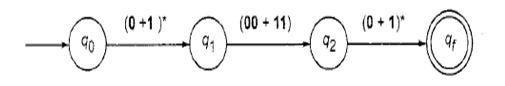 q0 (0 +1 )* q1 (00 + 11) q2 (0 + 1)* qf